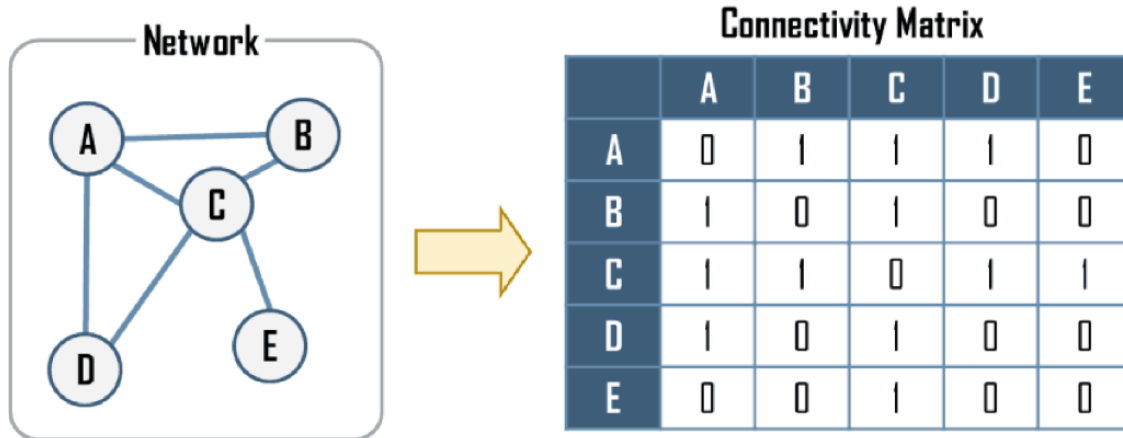 Network
A
B
C
D
E
Connectivity Matrix
A B C D E
A 0 1 1 1 0
B 1 0 1 0 0
C 1 1 0 1 1
D 1 0 1 0 0
E 0 0 1 0 0